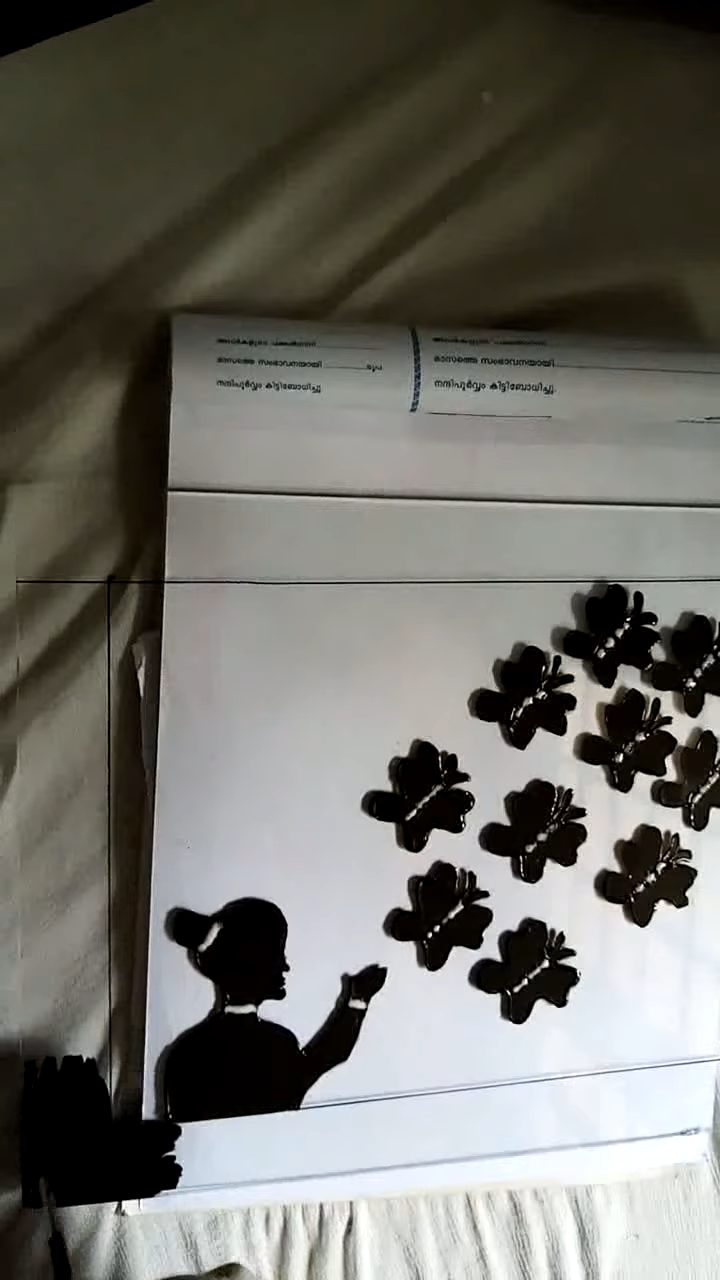 മാസത്തെ സംഭാവനയായി ............ രൂപ
നന്ദിപൂർവ്വം കിട്ടിബോധിച്ചു
മാസത്തെ സംഭാവനയായി
നന്ദിപൂർവ്വം കിട്ടിബോധിച്ചു